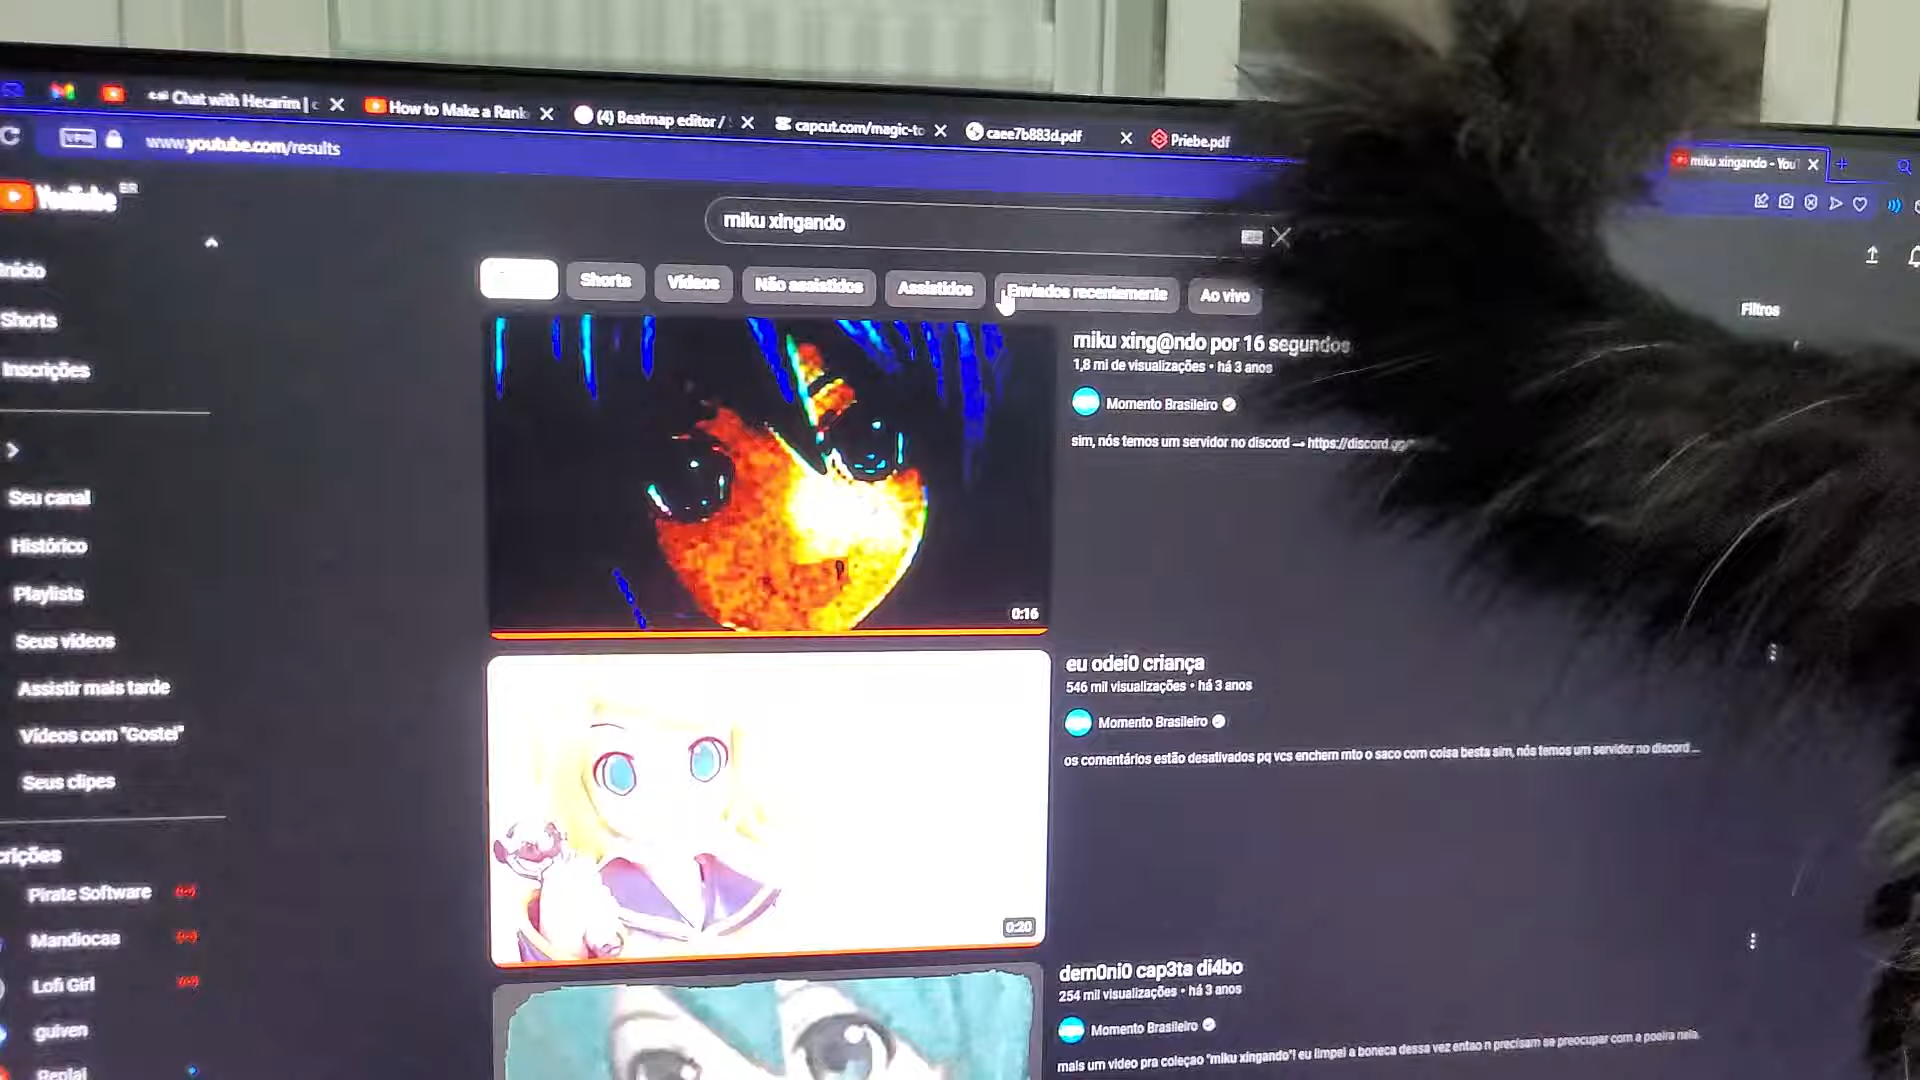 Chat with Hecarim | c
How to Make a Rank
(4) Beatmap editor /
capcut.com/magic-to
caee7b883d.pdf
Priebe.pdf
miku xingando - You
VPN
www.youtube.com/results
YouTube BR
miku xingando
Início
Shorts
Inscrições
Seu canal
Histórico
Playlists
Seus vídeos
Assistir mais tarde
Vídeos com "Gostei"
Seus clipes
crições
Pirate Software
Mandiocaa
Lofi Girl
guiven
Replai
Shorts
Vídeos
Não assistidos
Assistidos
Enviados recentemente
Ao vivo
Filtros
miku xing@ndo por 16 segundos
1,8 mi de visualizações • há 3 anos
Momento Brasileiro
sim, nós temos um servidor no discord → https://discord.gg/
0:16
eu odei0 criança
546 mil visualizações • há 3 anos
Momento Brasileiro
os comentários estão desativados pq vcs enchem mto o saco com coisa besta sim, nós temos um servidor no discord ...
0:20
dem0ni0 cap3ta di4bo
254 mil visualizações • há 3 anos
Momento Brasileiro
mais um video pra coleçao "miku xingando"! eu limpei a boneca dessa vez entao n precisam se preocupar com a poeira nela.